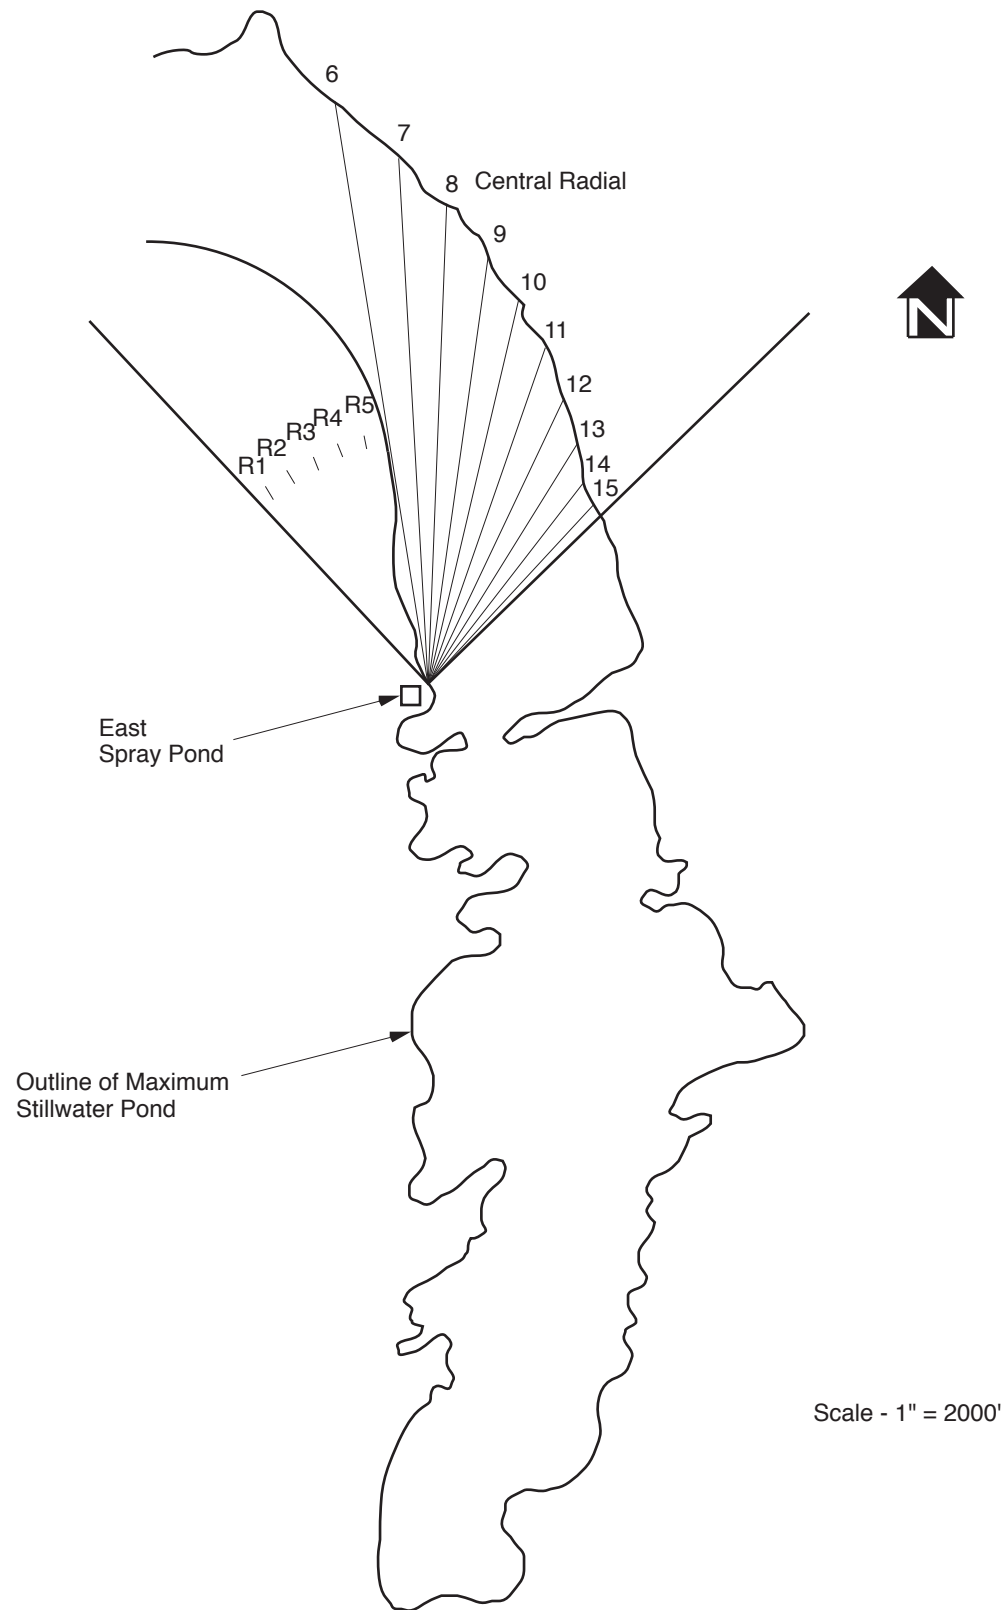 6
7
8 Central Radial
9
10
11
12
13
14
15
R5
R4
R3
R2
R1
N
East
Spray Pond
Outline of Maximum
Stillwater Pond
Scale - 1" = 2000'